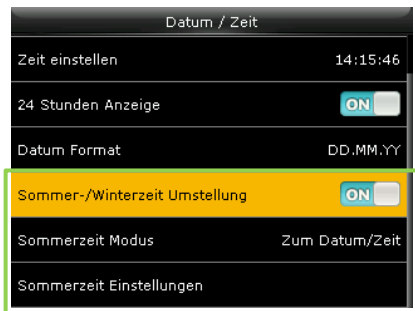 Datum / Zeit
Zeit einstellen 14:15:46
24 Stunden Anzeige ON
Datum Format DD.MM.YY
Sommer-/Winterzeit Umstellung ON
Sommerzeit Modus Zum Datum/Zeit
Sommerzeit Einstellungen